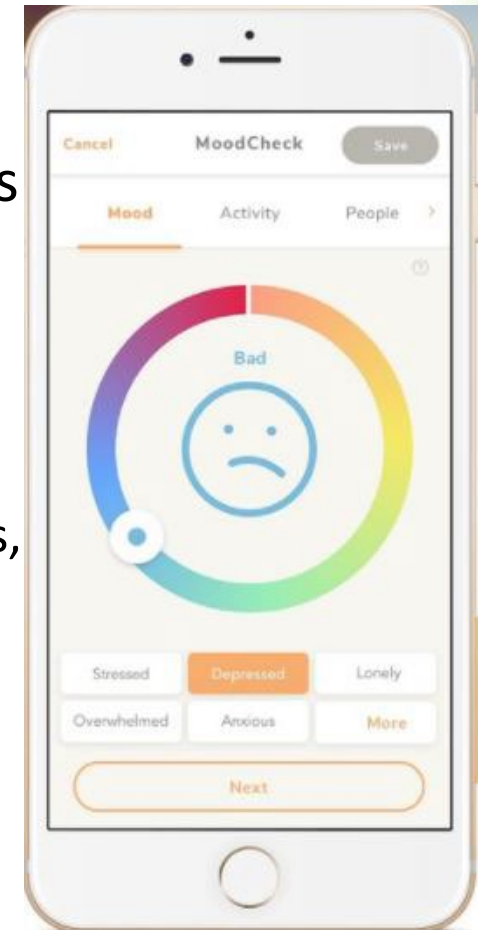 s
Cancel MoodCheck Save
Mood Activity People >
Bad
s,
Stressed Depressed Lonely
Overwhelmed Anxious More
Next